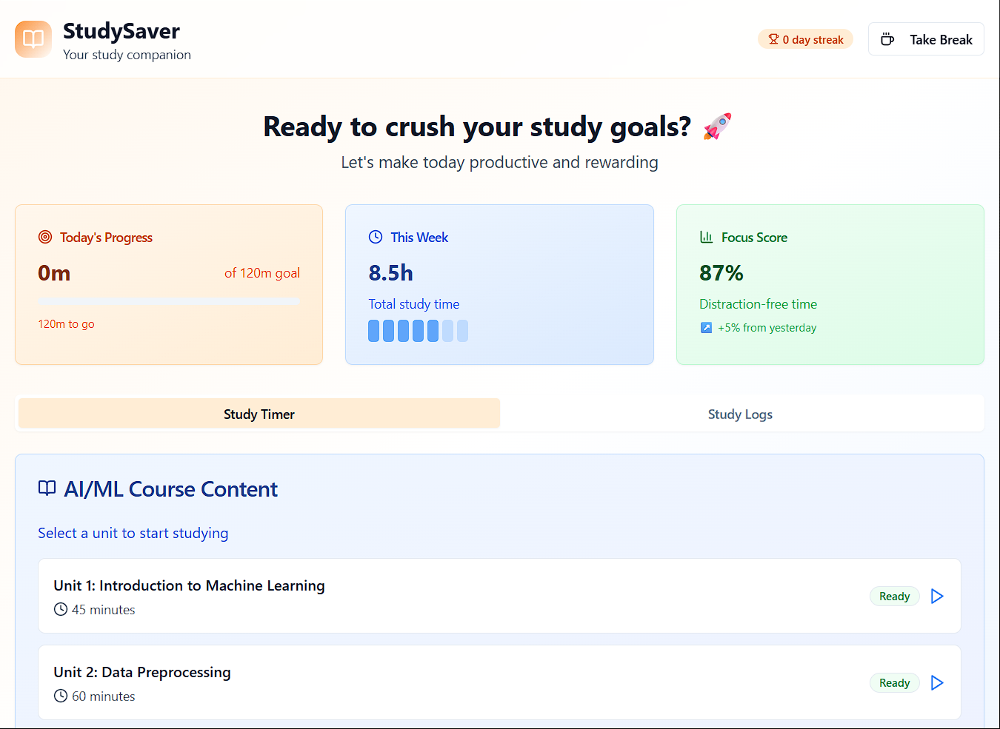 StudySaver
Your study companion
0 day streak
Take Break
Ready to crush your study goals? 🚀
Let's make today productive and rewarding
Today's Progress
0m
of 120m goal
120m to go
This Week
8.5h
Total study time
Focus Score
87%
Distraction-free time
↗️ +5% from yesterday
Study Timer
Study Logs
AI/ML Course Content
Select a unit to start studying
Unit 1: Introduction to Machine Learning
45 minutes
Ready
Unit 2: Data Preprocessing
60 minutes
Ready